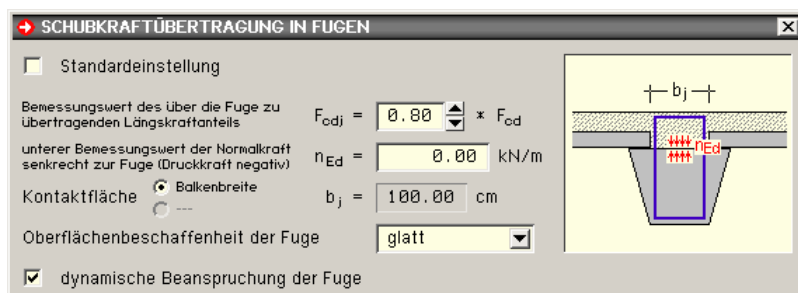 SCHUBKRAFTÜBERTRAGUNG IN FUGEN
Standardeinstellung
Bemessungswert des über die Fuge zu
übertragenden Längskraftanteils
Fcdj = 0.80 * Fcd
unterer Bemessungswert der Normalkraft
senkrecht zur Fuge (Druckkraft negativ)
nEd = 0.00 kN/m
Kontaktfläche
Balkenbreite
---
bj = 100.00 cm
Oberflächenbeschaffenheit der Fuge
glatt
dynamische Beanspruchung der Fuge
bj
nEd